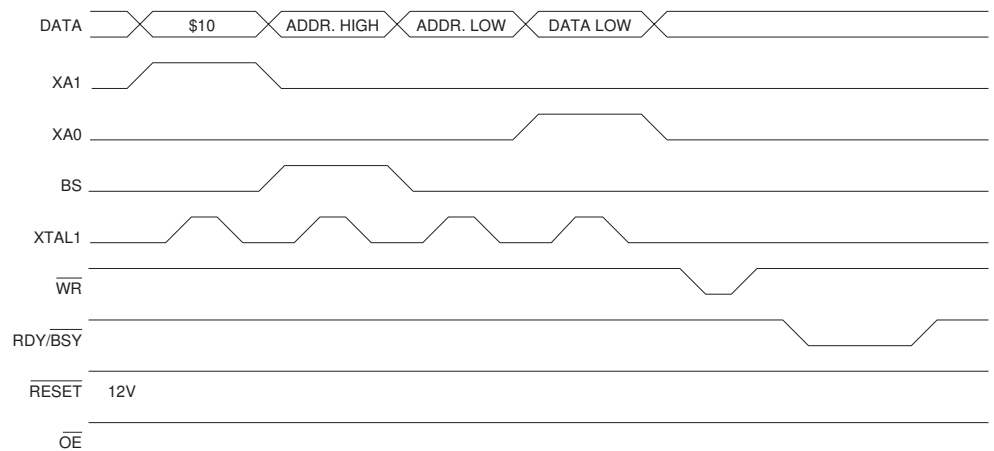 DATA $10 ADDR. HIGH ADDR. LOW DATA LOW
XA1
XA0
BS
XTAL1
WR
RDY/BSY
RESET 12V
OE